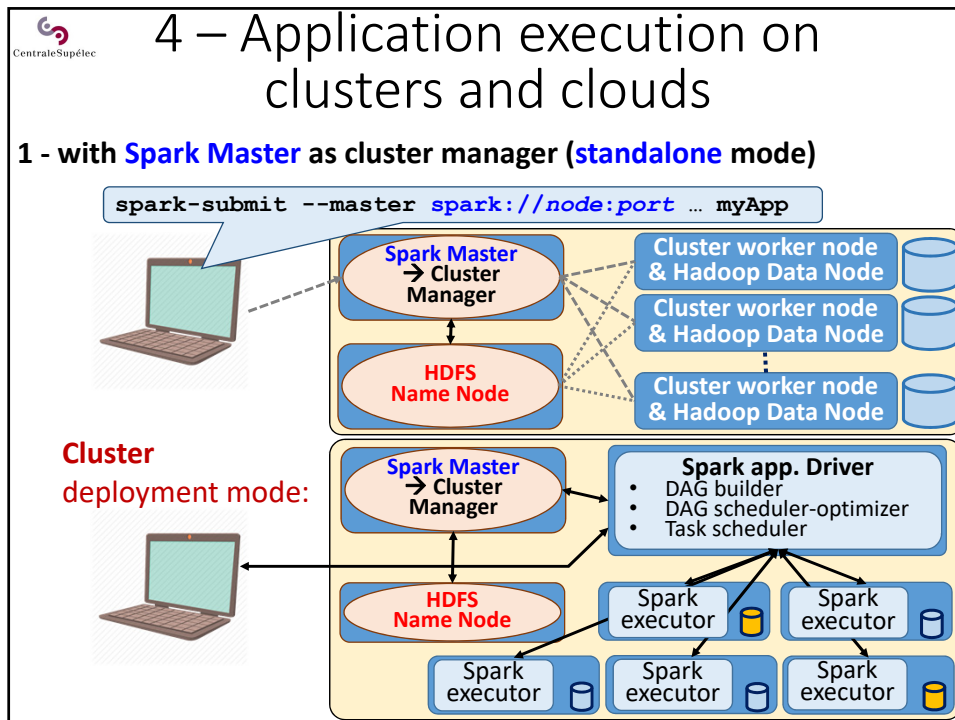 CentraleSupélec
4 – Application execution on
clusters and clouds
1 - with Spark Master as cluster manager (standalone mode)
spark-submit --master spark://node:port … myApp
Spark Master
→ Cluster
Manager
HDFS
Name Node
Cluster worker node
& Hadoop Data Node
Cluster worker node
& Hadoop Data Node
Cluster worker node
& Hadoop Data Node
Cluster
deployment mode:
Spark Master
→ Cluster
Manager
HDFS
Name Node
Spark app. Driver
• DAG builder
• DAG scheduler-optimizer
• Task scheduler
Spark
executor
Spark
executor
Spark
executor
Spark
executor
Spark
executor